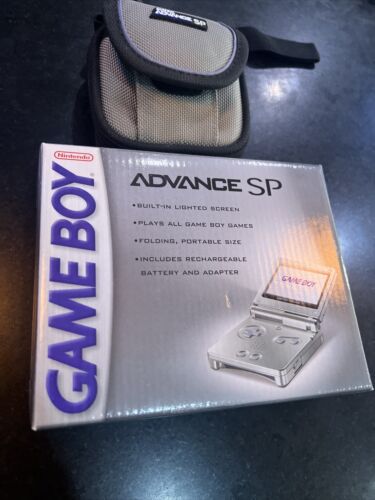 ADVANCE SP
Nintendo
GAME BOY
ADVANCE SP
•BUILT-IN LIGHTED SCREEN
•PLAYS ALL GAME BOY GAMES
•FOLDING, PORTABLE SIZE
•INCLUDES RECHARGEABLE
BATTERY AND ADAPTER
GAME BOY